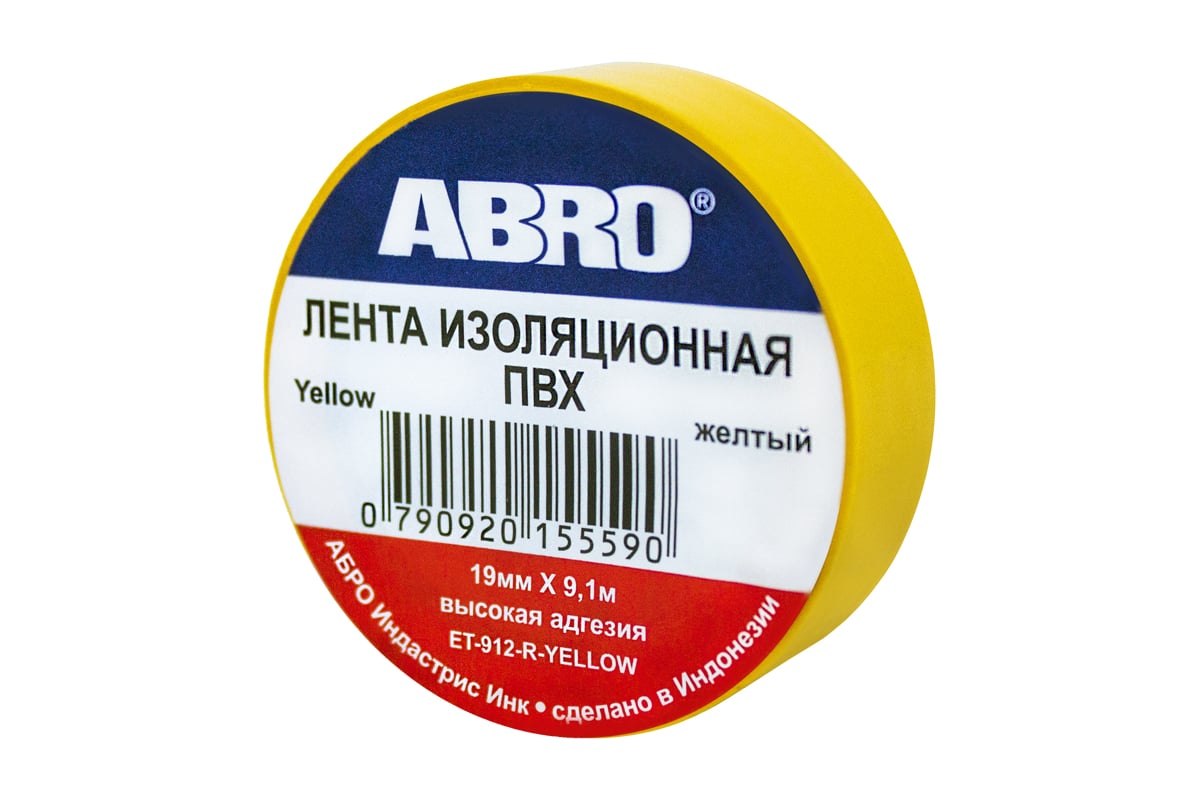 ABRO®
ЛЕНТА ИЗОЛЯЦИОННАЯ
ПВХ
Yellow
желтый
0 790920 155590
19мм X 9,1м
высокая адгезия
ET-912-R-YELLOW
АБРО Индастрис Инк • сделано в Индонезии